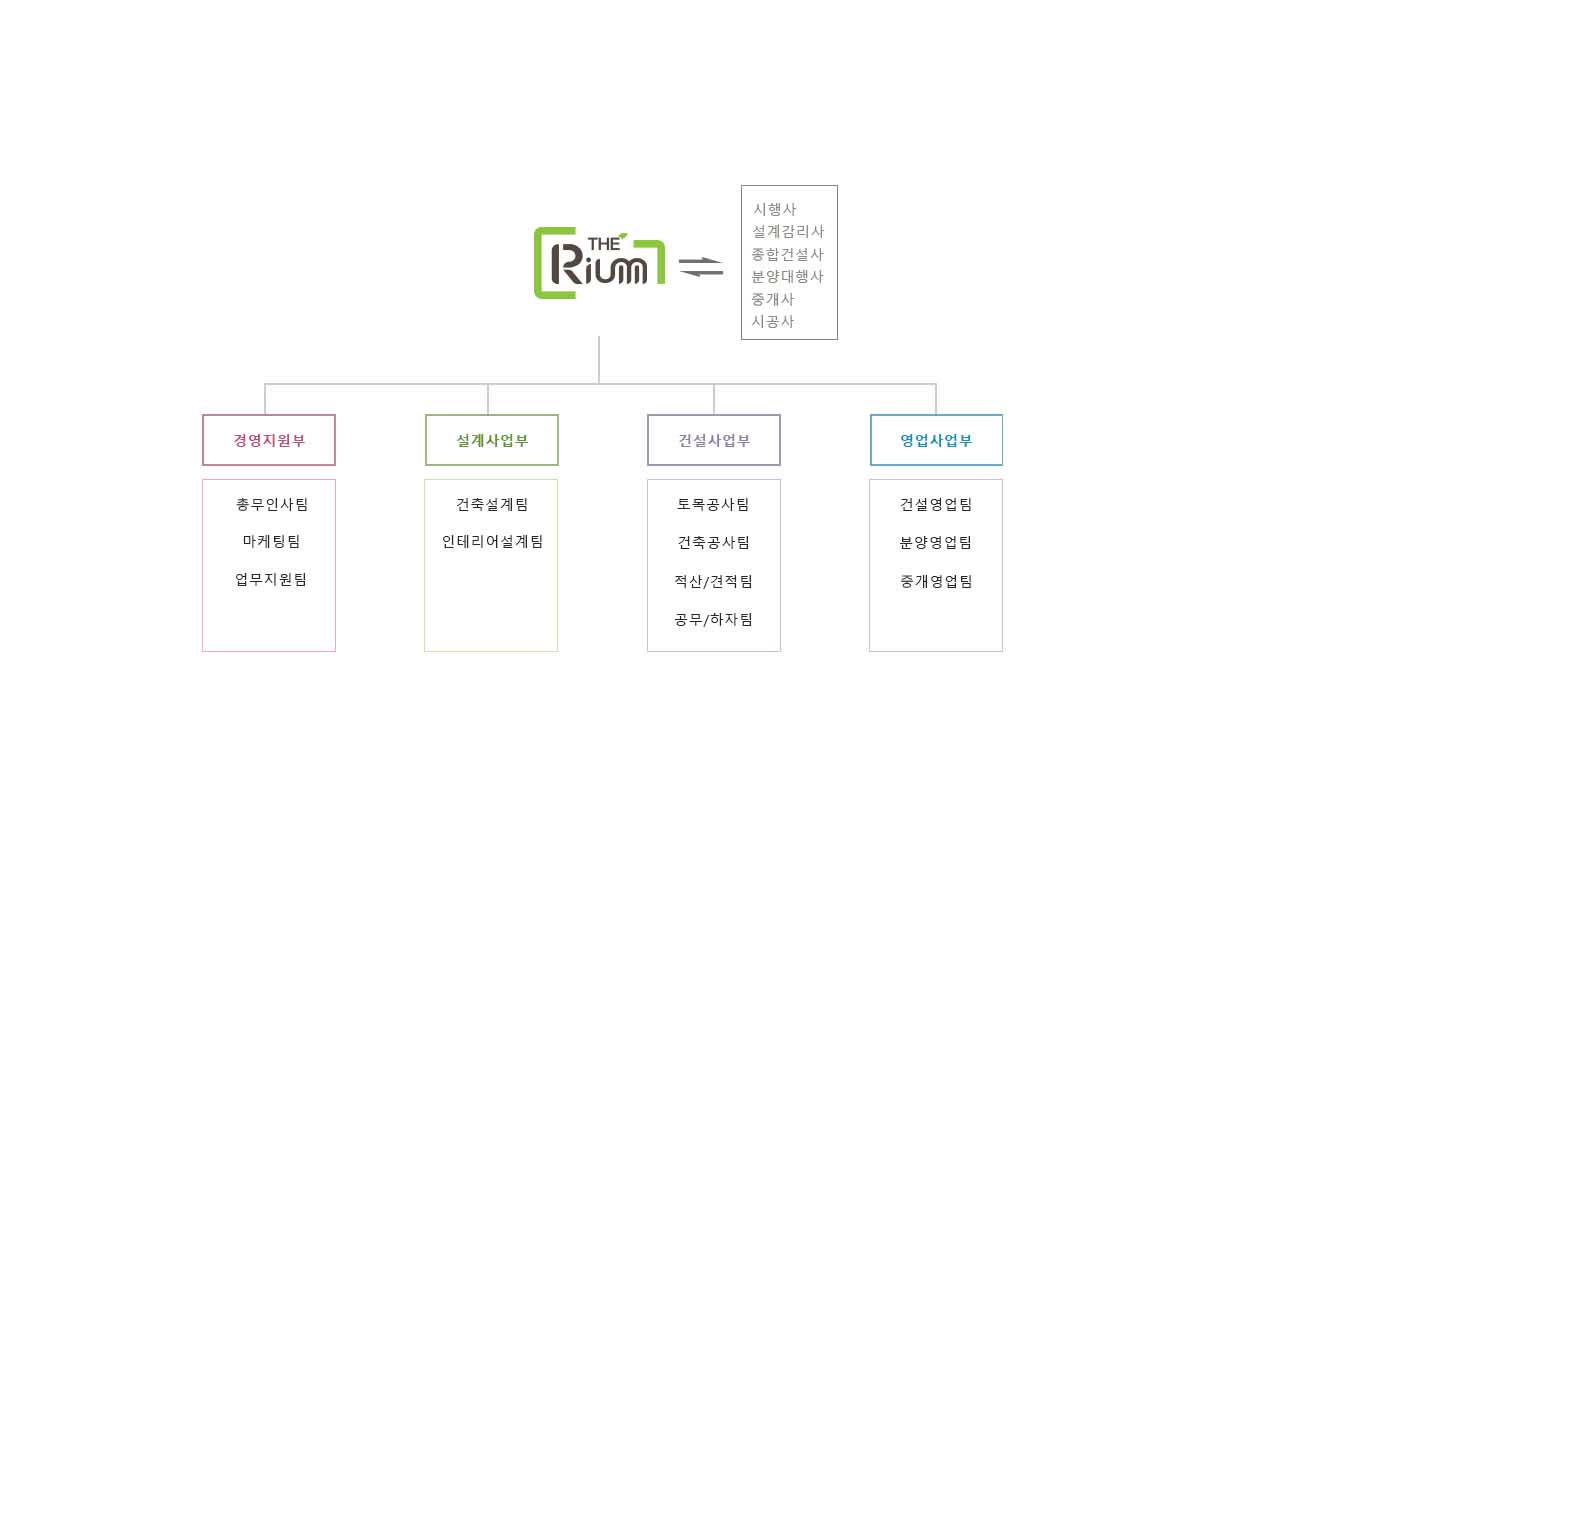 THE
Rium
시행사
설계감리사
종합건설사
분양대행사
중개사
시공사
경영지원부
설계사업부
건설사업부
영업사업부
총무인사팀
마케팅팀
업무지원팀
건축설계팀
인테리어설계팀
토목공사팀
건축공사팀
적산/견적팀
공무/하자팀
건설영업팀
분양영업팀
중개영업팀